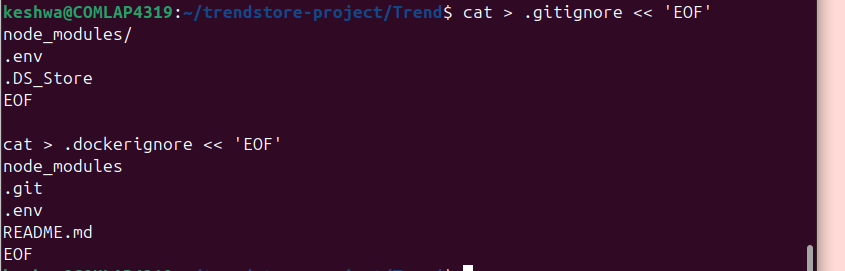 keshwa@COMLAP4319:~/trendstore-project/Trend$ cat > .gitignore << 'EOF'
node_modules/
.env
.DS_Store
EOF
cat > .dockerignore << 'EOF'
node_modules
.git
.env
README.md
EOF